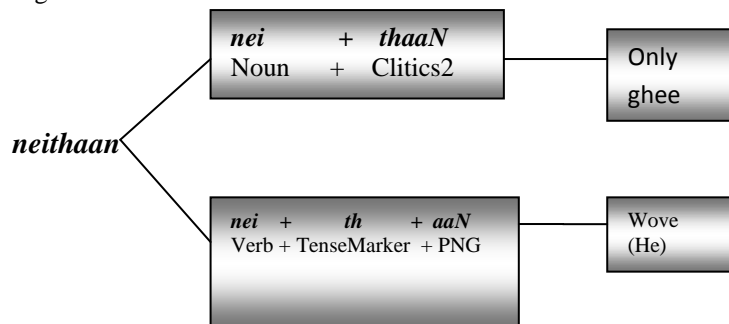 nei + thaaN
Noun + Clitics2
Only
ghee
neithaan
nei + th + aaN
Verb + TenseMarker + PNG
Wove
(He)